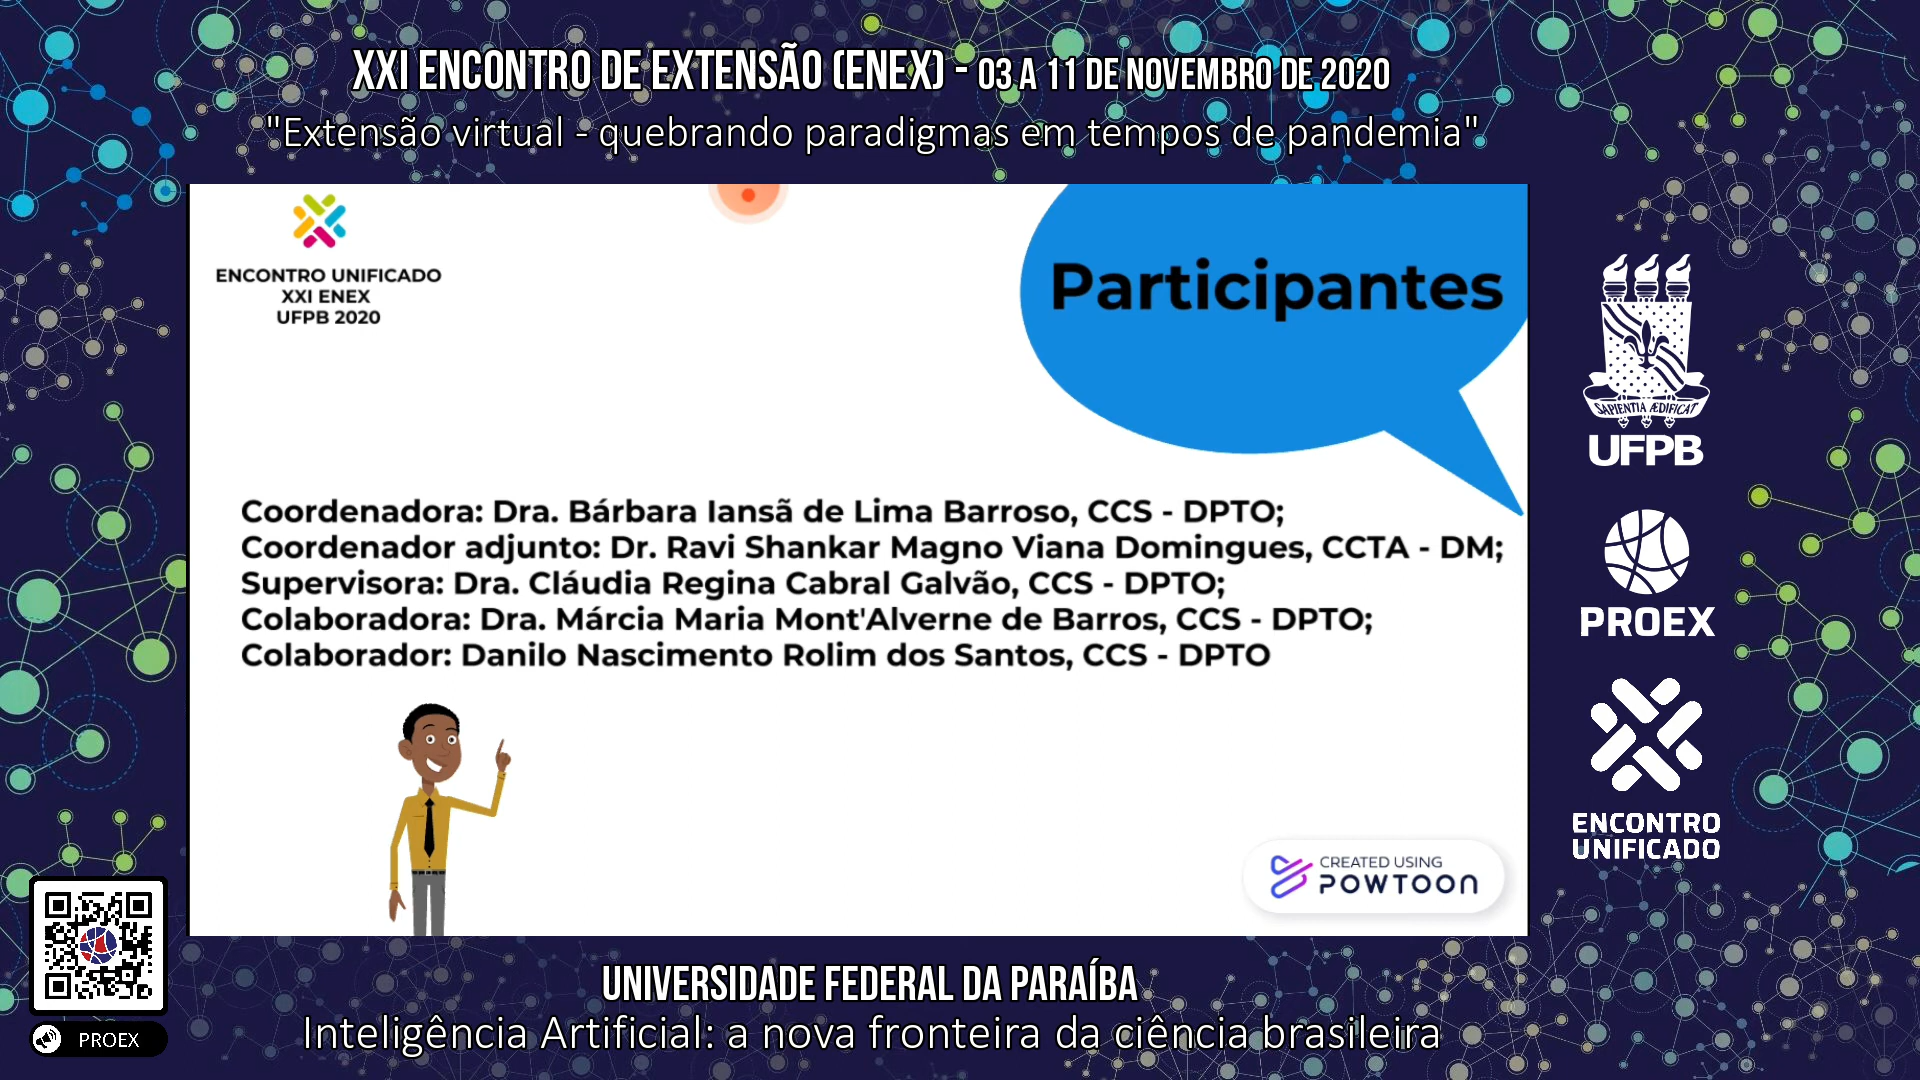 XXI ENCONTRO DE EXTENSÃO (ENEX) - 03 A 11 DE NOVEMBRO DE 2020
"Extensão virtual - quebrando paradigmas em tempos de pandemia"
ENCONTRO UNIFICADO
XXI ENEX
UFPB 2020
Participantes
Coordenadora: Dra. Bárbara Iansã de Lima Barroso, CCS - DPTO;
Coordenador adjunto: Dr. Ravi Shankar Magno Viana Domingues, CCTA - DM;
Supervisora: Dra. Cláudia Regina Cabral Galvão, CCS - DPTO;
Colaboradora: Dra. Márcia Maria Mont'Alverne de Barros, CCS - DPTO;
Colaborador: Danilo Nascimento Rolim dos Santos, CCS - DPTO
CREATED USING
POWTOON
SAPIENTIA ÆDIFICAT
UFPB
PROEX
ENCONTRO
UNIFICADO
PROEX
UNIVERSIDADE FEDERAL DA PARAÍBA
Inteligência Artificial: a nova fronteira da ciência brasileira